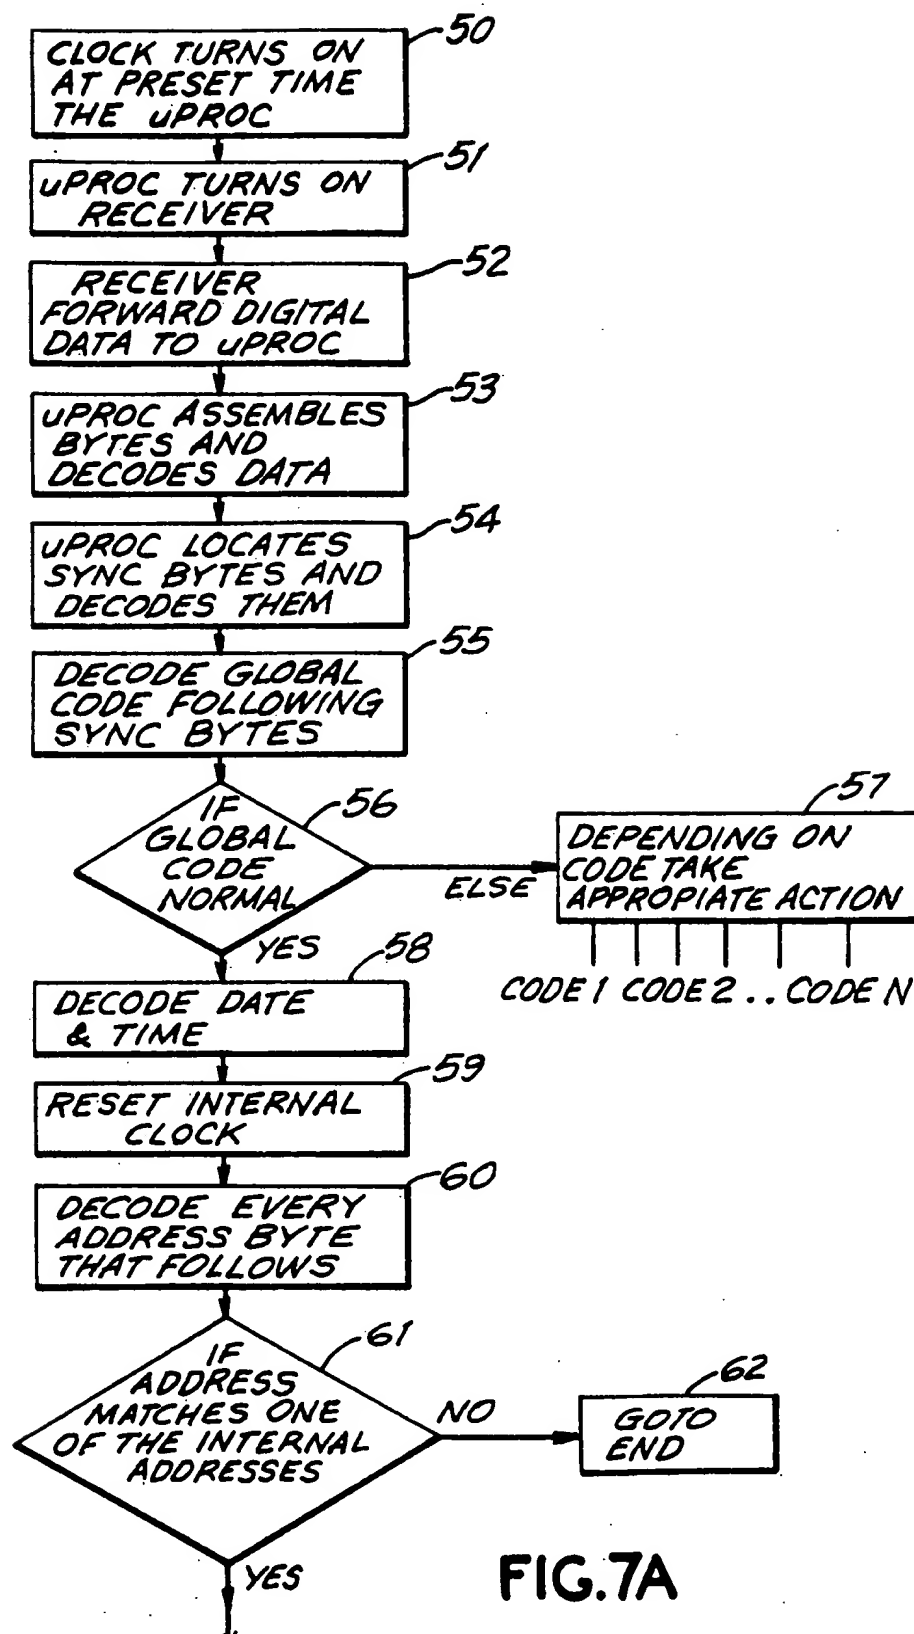 50
CLOCK TURNS ON
AT PRESET TIME
THE uPROC
51
uPROC TURNS ON
RECEIVER
52
RECEIVER
FORWARD DIGITAL
DATA TO uPROC
53
uPROC ASSEMBLES
BYTES AND
DECODES DATA
54
uPROC LOCATES
SYNC BYTES AND
DECODES THEM
55
DECODE GLOBAL
CODE FOLLOWING
SYNC BYTES
56
IF
GLOBAL
CODE
NORMAL
ELSE
57
DEPENDING ON
CODE TAKE
APPROPIATE ACTION
CODE 1 CODE 2 .. CODE N
YES
58
DECODE DATE
& TIME
59
RESET INTERNAL
CLOCK
60
DECODE EVERY
ADDRESS BYTE
THAT FOLLOWS
61
IF
ADDRESS
MATCHES ONE
OF THE INTERNAL
ADDRESSES
NO
62
GOTO
END
YES
FIG.7A